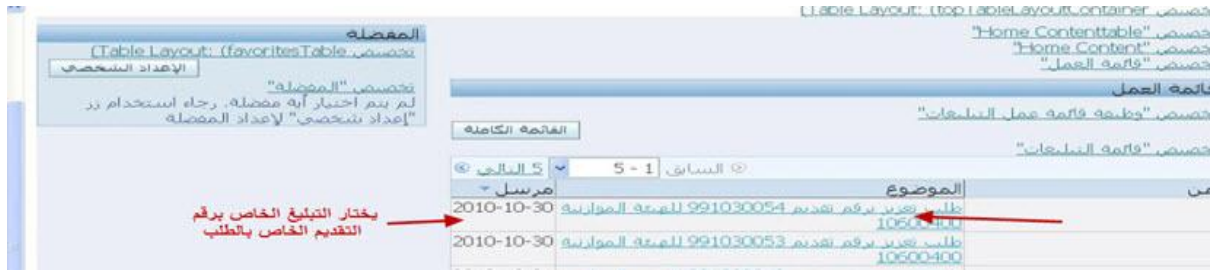 تخصيص Table Layout: (topTableLayoutContainer)
تخصيص "Home Contenttable"
تخصيص "Home Content"
تخصيص "قائمة العمل"
قائمة العمل
تخصيص "وظيفة قائمة عمل التبليغات"
القائمة الكاملة
تخصيص "قائمة التبليغات"
السابق 1 - 5 5 التالي
من الموضوع مرسل
طلب تعزيز برقم تقديم 991030054 للهيئة الموازنية 2010-10-30
10600400
طلب تعزيز برقم تقديم 991030053 للهيئة الموازنية 2010-10-30
10600400
المفضلة
تخصيص Table Layout: (favoritesTable)
الإعداد الشخصي
تخصيص "المفضلة"
لم يتم اختيار أية مفضلة. رجاء استخدام زر
"إعداد شخصي" لإعداد المفضلة
يختار التبليغ الخاص برقم
التقديم الخاص بالطلب